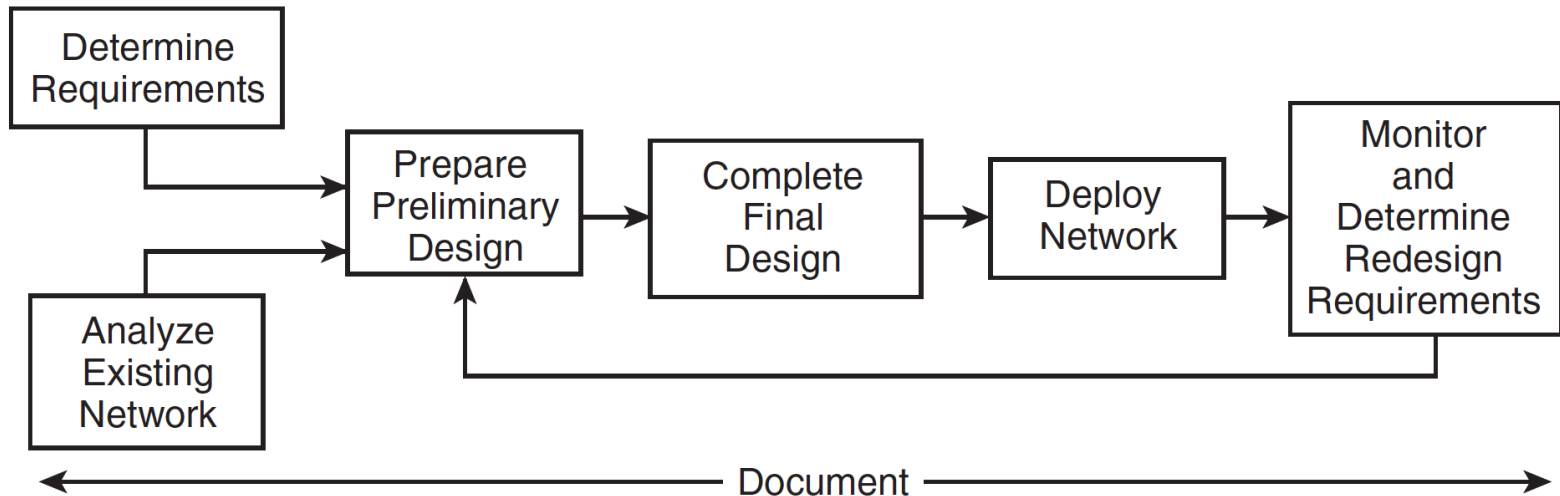 Determine
Requirements
Analyze
Existing
Network
Prepare
Preliminary
Design
Complete
Final
Design
Deploy
Network
Monitor
and
Determine
Redesign
Requirements
Document